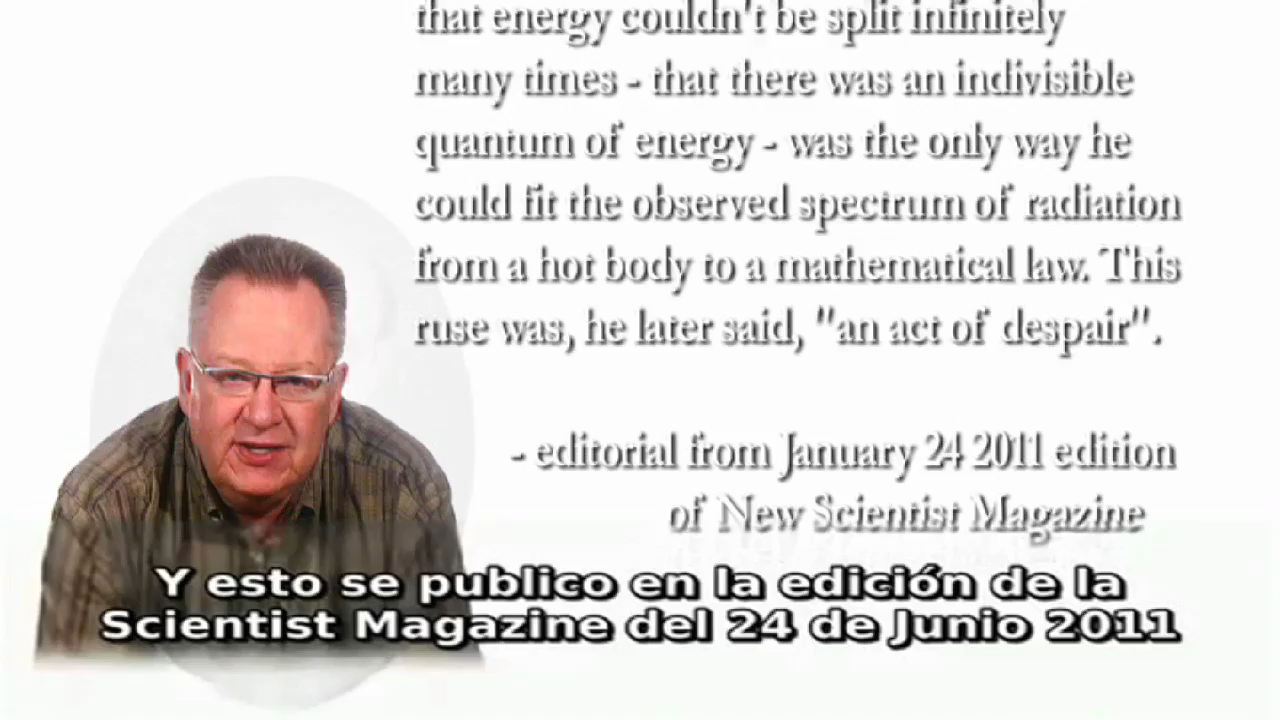 that energy couldn't be split infinitely
many times - that there was an indivisible
quantum of energy - was the only way he
could fit the observed spectrum of radiation
from a hot body to a mathematical law. This
ruse was, he later said, "an act of despair".
- editorial from January 24 2011 edition
of New Scientist Magazine
Y esto se publico en la edición de la
Scientist Magazine del 24 de Junio 2011